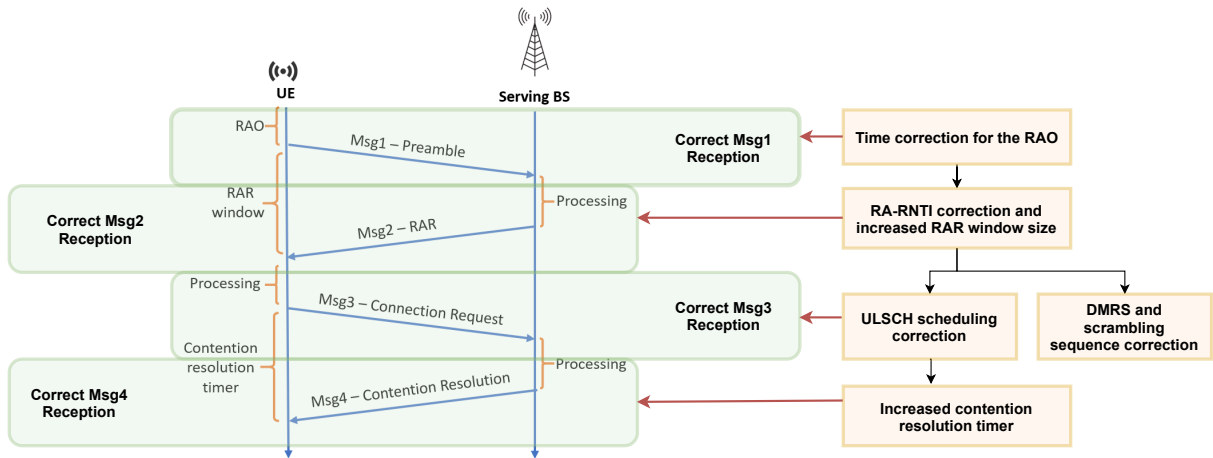 UE
Serving BS
RAO
Msg1 – Preamble
Correct Msg1
Reception
Time correction for the RAO
RAR
window
Processing
Correct Msg2
Reception
Msg2 – RAR
RA-RNTI correction and
increased RAR window size
Processing
Msg3 – Connection Request
Correct Msg3
Reception
ULSCH scheduling
correction
DMRS and
scrambling
sequence correction
Contention
resolution
timer
Processing
Correct Msg4
Reception
Msg4 – Contention Resolution
Increased contention
resolution timer